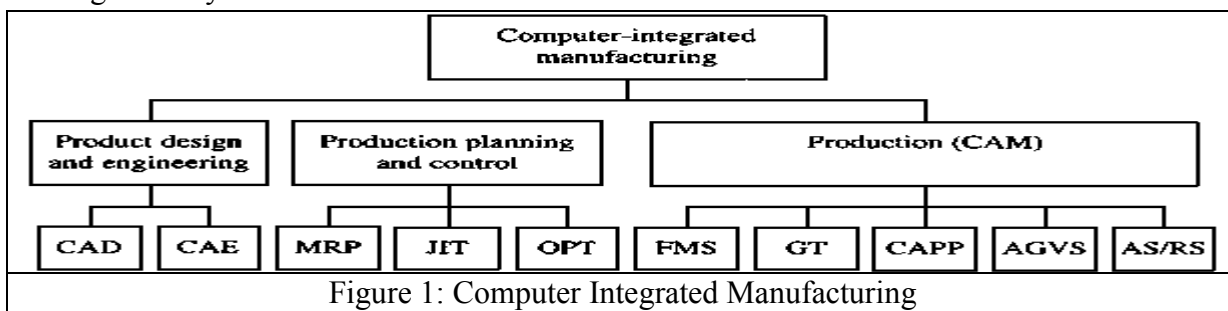 Computer-integrated
manufacturing
Product design
and engineering
Production planning
and control
Production (CAM)
CAD
CAE
MRP
JIT
OPT
FMS
GT
CAPP
AGVS
AS/RS
Figure 1: Computer Integrated Manufacturing